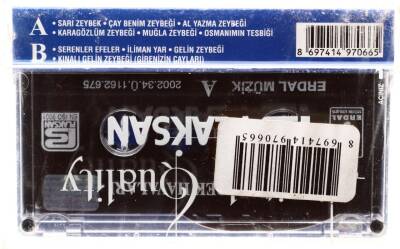 A • SARI ZEYBEK • ÇAY BENİM ZEYBEĞİ • AL YAZMA ZEYBEĞİ
• KARAGÖZLÜM ZEYBEĞİ • MUĞLA ZEYBEĞİ • OSMANIMIN TESBİĞİ
B • SERENLER EFELER • İLİMAN YAR • GELİN ZEYBEĞİ
• KINALI GELİN ZEYBEĞİ (GİRENİZİN ÇAYLARI)
8 697414 970665
2002.34.0.1162.675
A
ERDAL MÜZİK
ERDAL
AKSAN
8 697414 970665
Quality